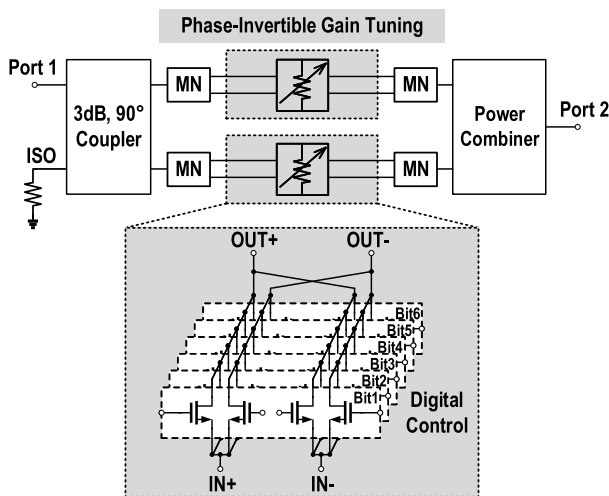 Phase-Invertible Gain Tuning
Port 1
3dB, 90°
Coupler
ISO
MN
MN
MN
MN
Power
Combiner
Port 2
OUT+
OUT-
Bit6
Bit5
Bit4
Bit3
Bit2
Bit1
Digital
Control
IN+
IN-